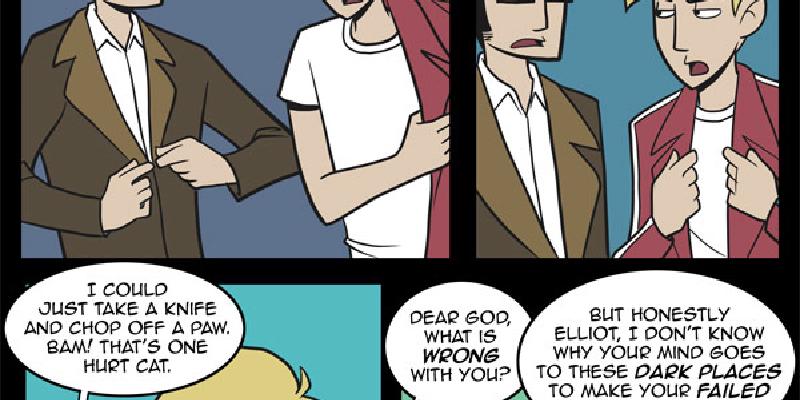 I COULD
JUST TAKE A KNIFE
AND CHOP OFF A PAW.
BAM! THAT'S ONE
HURT CAT.
DEAR GOD,
WHAT IS
WRONG
WITH YOU?
BUT HONESTLY
ELLIOT, I DON'T KNOW
WHY YOUR MIND GOES
TO THESE DARK PLACES
TO MAKE YOUR FAILED